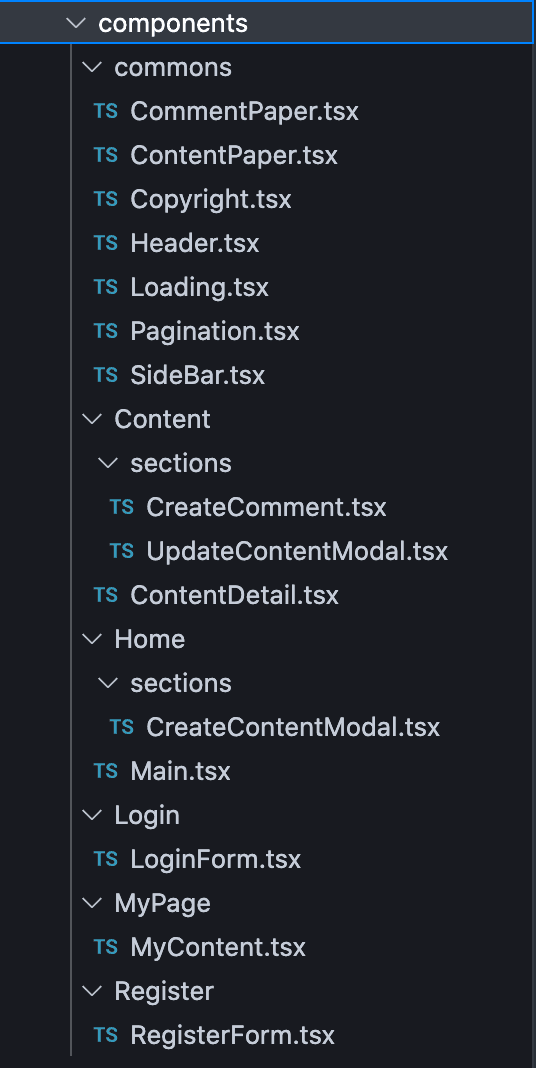 components
commons
TS CommentPaper.tsx
TS ContentPaper.tsx
TS Copyright.tsx
TS Header.tsx
TS Loading.tsx
TS Pagination.tsx
TS SideBar.tsx
Content
sections
TS CreateComment.tsx
TS UpdateContentModal.tsx
TS ContentDetail.tsx
Home
sections
TS CreateContentModal.tsx
TS Main.tsx
Login
TS LoginForm.tsx
MyPage
TS MyContent.tsx
Register
TS RegisterForm.tsx